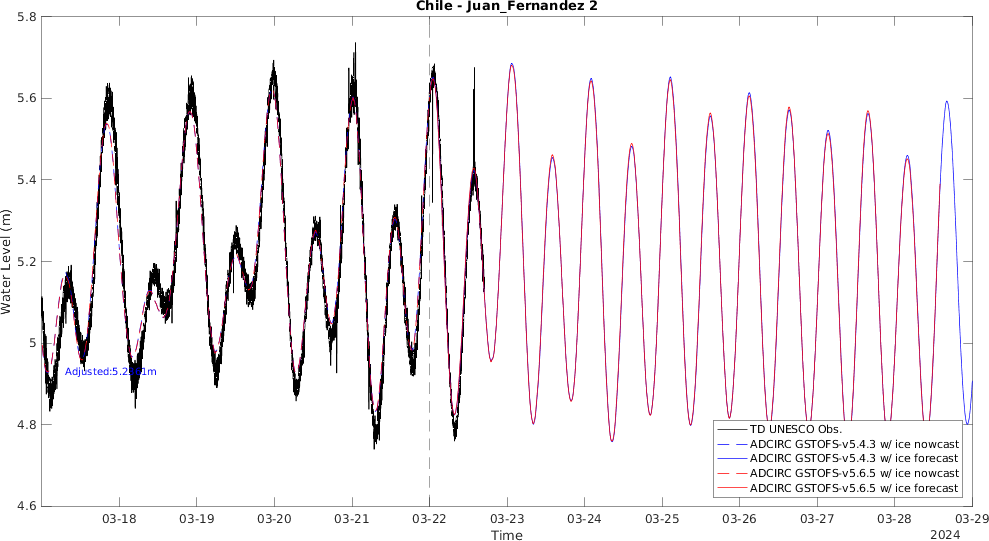 Chile - Juan_Fernandez 2
Water Level (m)
5.8
5.6
5.4
5.2
5
4.8
4.6
TD UNESCO Obs.
ADCIRC GSTOFS-v5.4.3 w/ ice nowcast
ADCIRC GSTOFS-v5.4.3 w/ ice forecast
ADCIRC GSTOFS-v5.6.5 w/ ice nowcast
ADCIRC GSTOFS-v5.6.5 w/ ice forecast
03-18 03-19 03-20 03-21 03-22 03-23 03-24 03-25 03-26 03-27 03-28 03-29
Time
2024